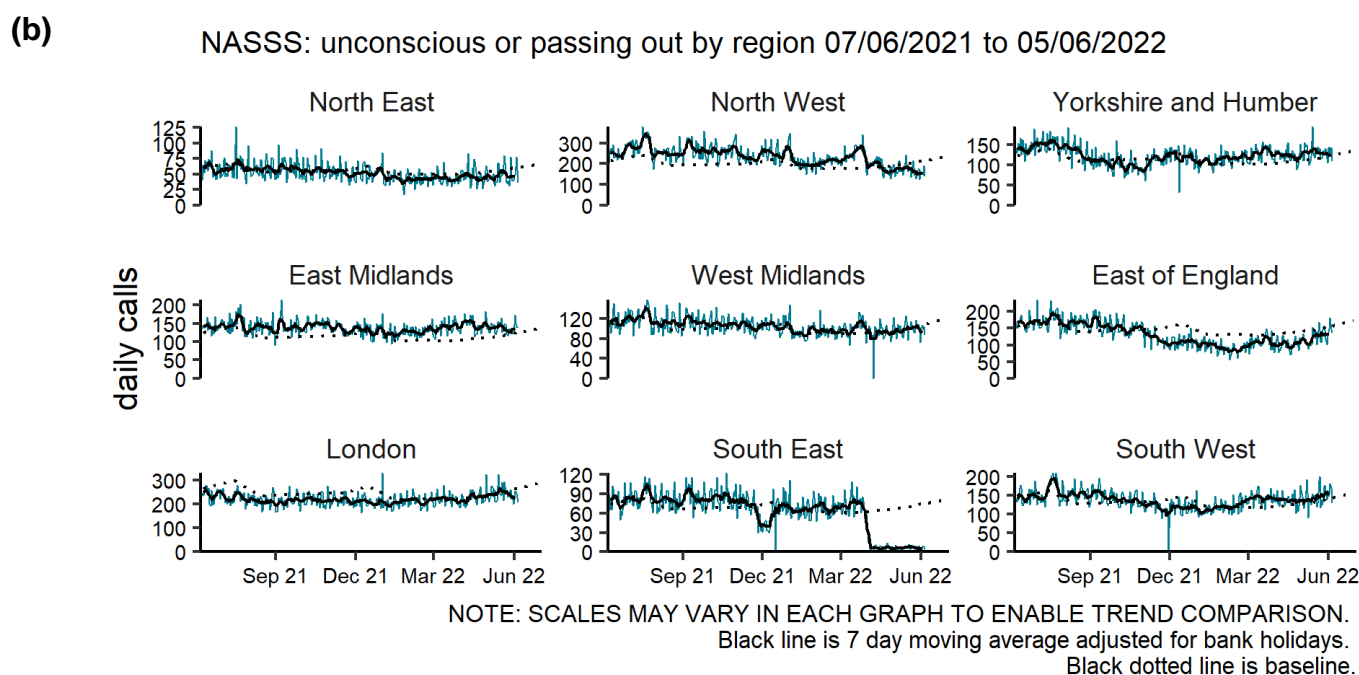 (b)
NASSS: unconscious or passing out by region 07/06/2021 to 05/06/2022
North East
North West
Yorkshire and Humber
125
100
75
50
25
0
300
200
100
0
150
100
50
0
daily calls
East Midlands
West Midlands
East of England
200
150
100
50
0
120
80
40
0
200
150
100
50
0
London
South East
South West
300
200
100
0
120
90
60
30
0
200
150
100
50
0
Sep 21 Dec 21 Mar 22 Jun 22
Sep 21 Dec 21 Mar 22 Jun 22
Sep 21 Dec 21 Mar 22 Jun 22
NOTE: SCALES MAY VARY IN EACH GRAPH TO ENABLE TREND COMPARISON.
Black line is 7 day moving average adjusted for bank holidays.
Black dotted line is baseline.